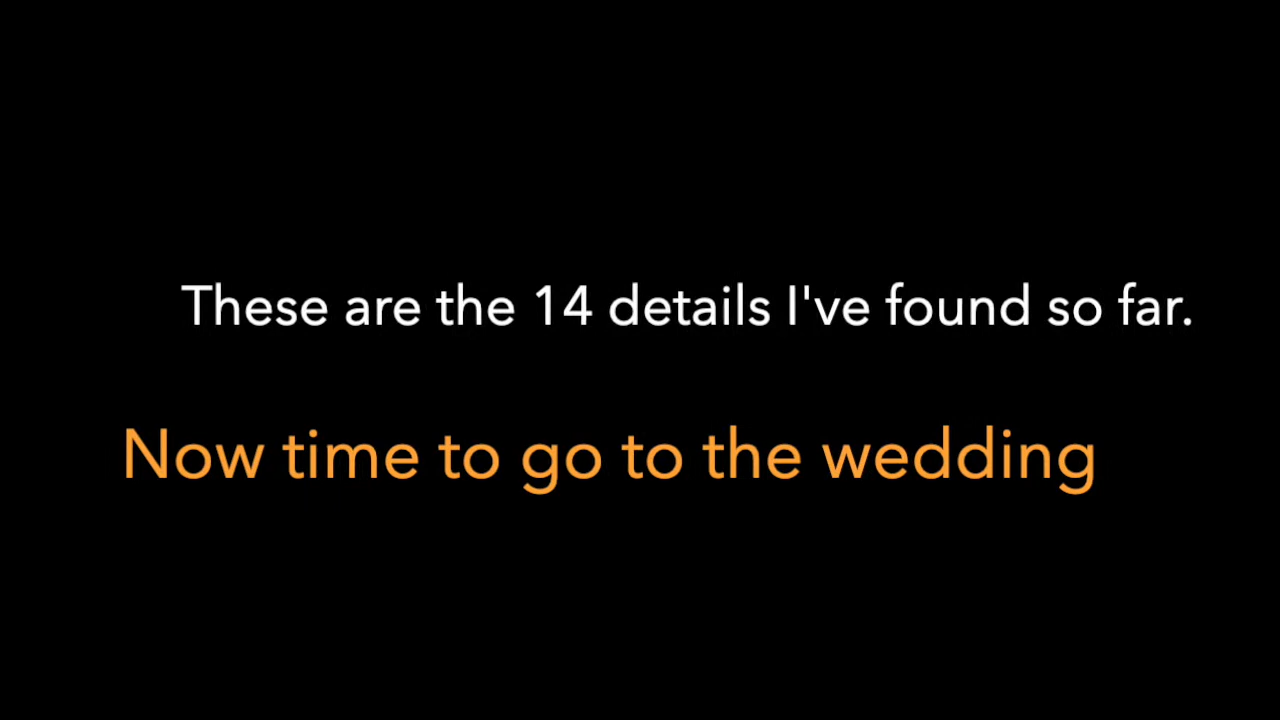 These are the 14 details I've found so far.
Now time to go to the wedding